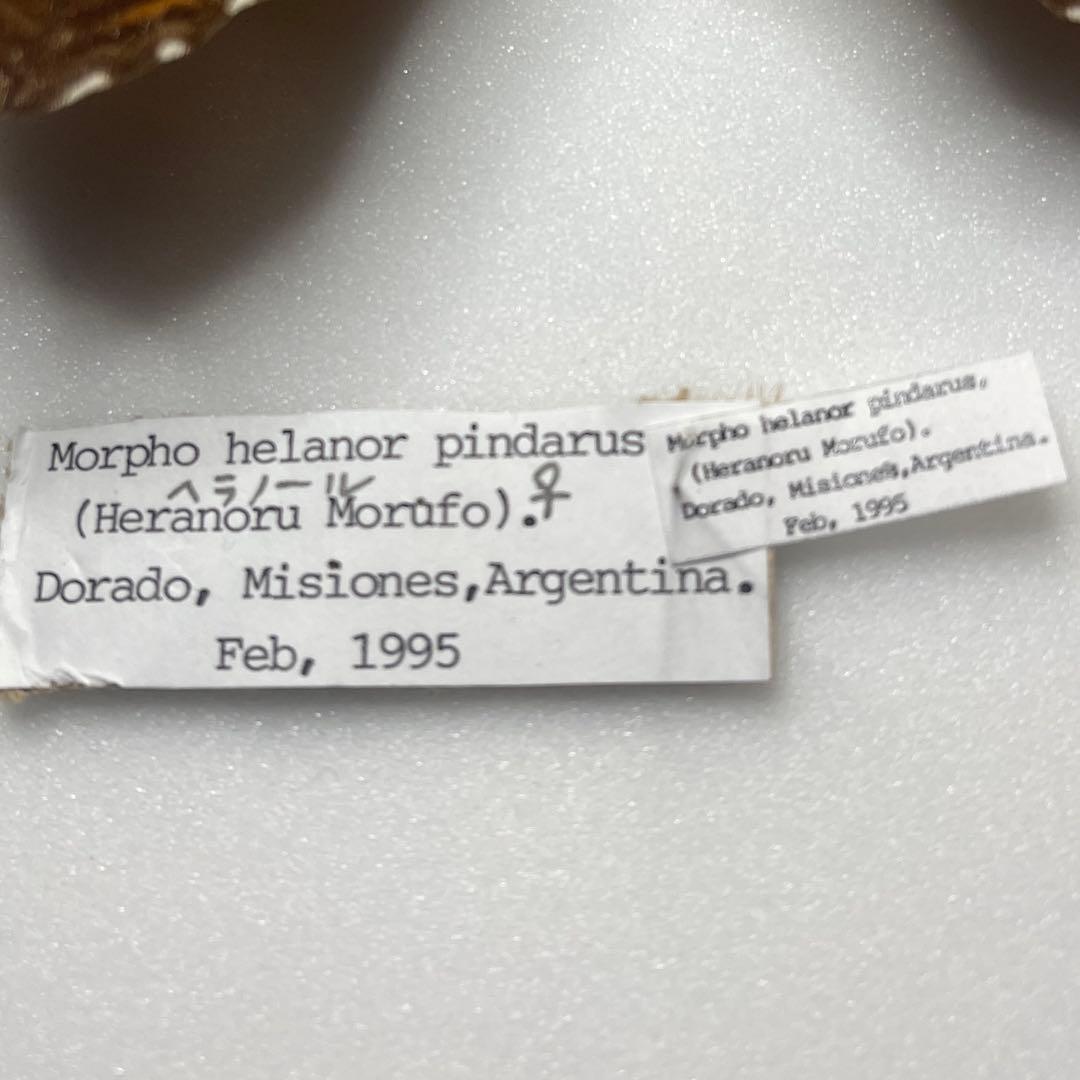 Morpho helanor pindarus
ヘラノール
(Heranoru Morufo).♀
Dorado, Misiones,Argentina.
Feb, 1995
Morpho helanor pindarus,
(Heranoru Morufo).
Dorado, Misiones,Argentina.
Feb, 1995